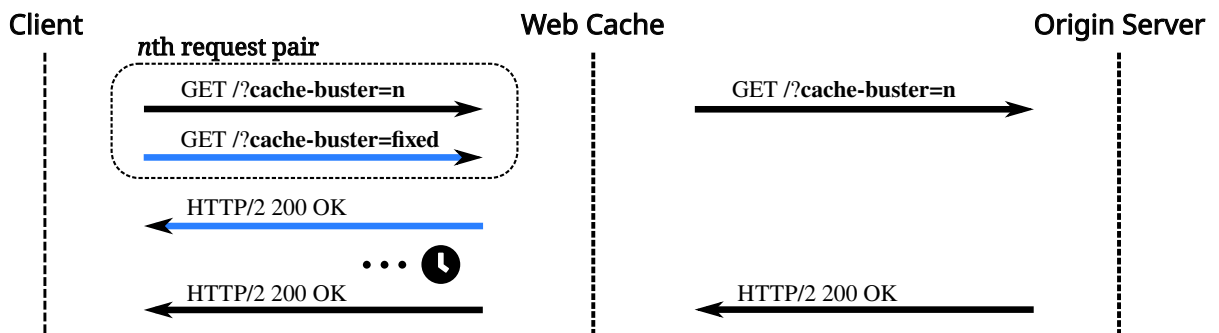 Client
Web Cache
Origin Server
nth request pair
GET /?cache-buster=n
GET /?cache-buster=n
GET /?cache-buster=fixed
HTTP/2 200 OK
HTTP/2 200 OK
HTTP/2 200 OK